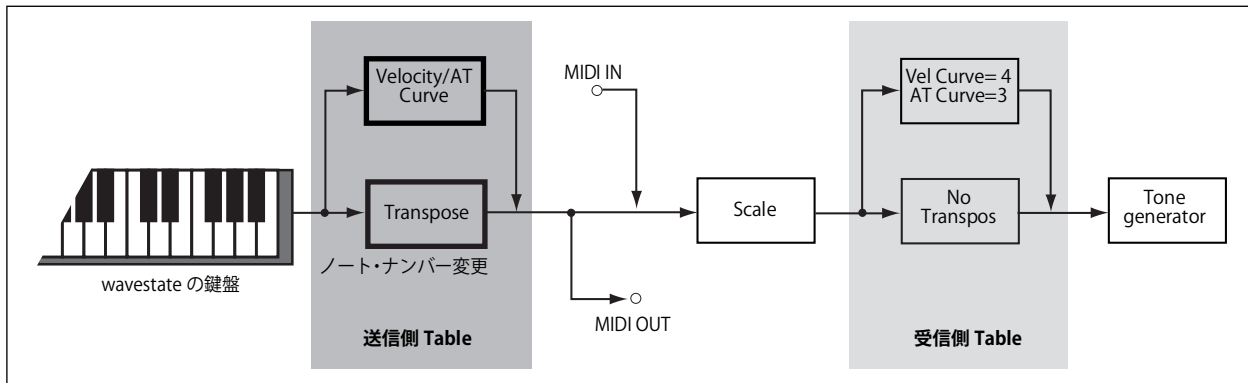 Velocity/AT
Curve
Transpose
ノート・ナンバー変更
wavestate の鍵盤
送信側 Table
MIDI IN
MIDI OUT
Scale
Vel Curve= 4
AT Curve=3
No
Transpos
Tone
generator
受信側 Table